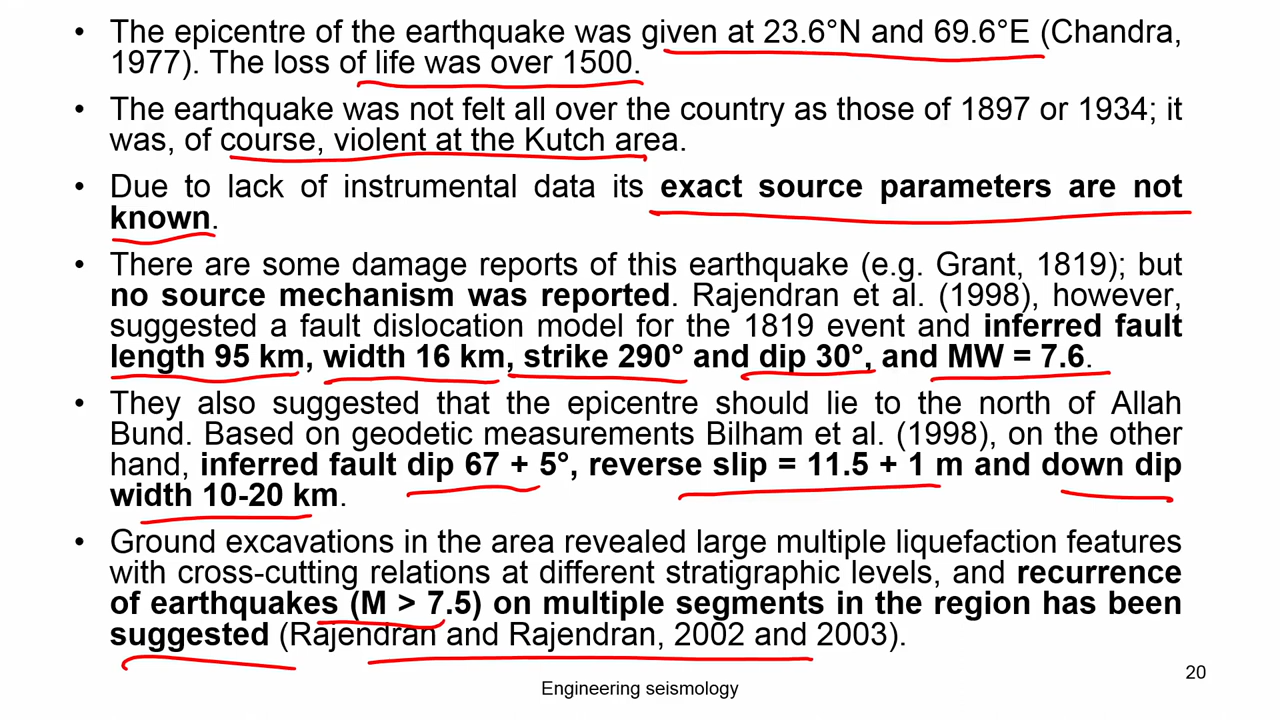 • The epicentre of the earthquake was given at 23.6°N and 69.6°E (Chandra,
1977). The loss of life was over 1500.
• The earthquake was not felt all over the country as those of 1897 or 1934; it
was, of course, violent at the Kutch area.
• Due to lack of instrumental data its exact source parameters are not
known.
• There are some damage reports of this earthquake (e.g. Grant, 1819); but
no source mechanism was reported. Rajendran et al. (1998), however,
suggested a fault dislocation model for the 1819 event and inferred fault
length 95 km, width 16 km, strike 290° and dip 30°, and MW = 7.6.
• They also suggested that the epicentre should lie to the north of Allah
Bund. Based on geodetic measurements Bilham et al. (1998), on the other
hand, inferred fault dip 67 + 5°, reverse slip = 11.5 + 1 m and down dip
width 10-20 km.
• Ground excavations in the area revealed large multiple liquefaction features
with cross-cutting relations at different stratigraphic levels, and recurrence
of earthquakes (M > 7.5) on multiple segments in the region has been
suggested (Rajendran and Rajendran, 2002 and 2003).
20
Engineering seismology